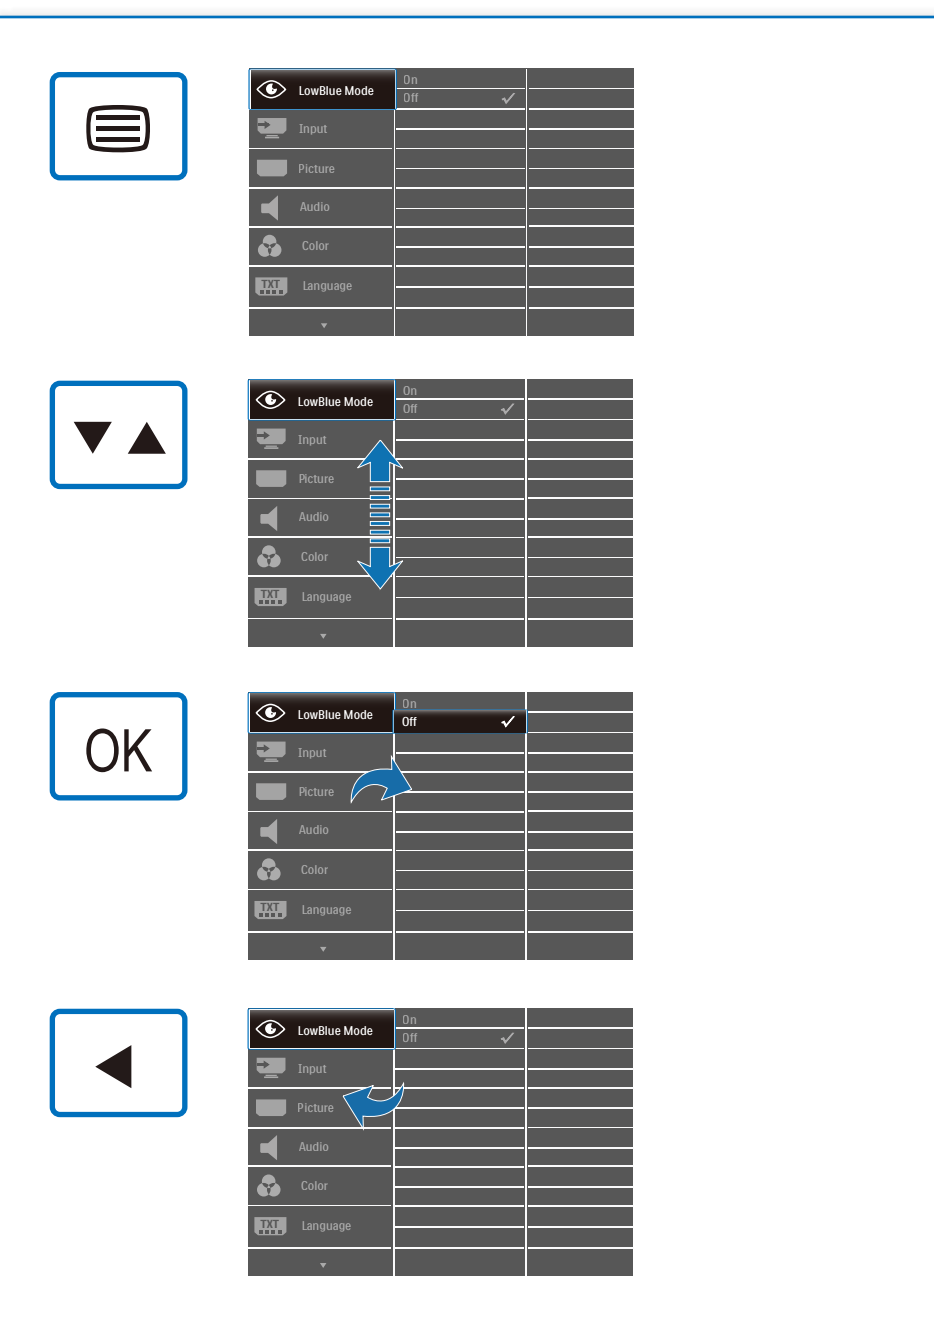 LowBlue Mode
On
Off
Input
Picture
Audio
Color
TXT
Language
LowBlue Mode
On
Off
Input
Picture
Audio
Color
TXT
Language
OK
LowBlue Mode
On
Off
Input
Picture
Audio
Color
TXT
Language
LowBlue Mode
On
Off
Input
Picture
Audio
Color
TXT
Language